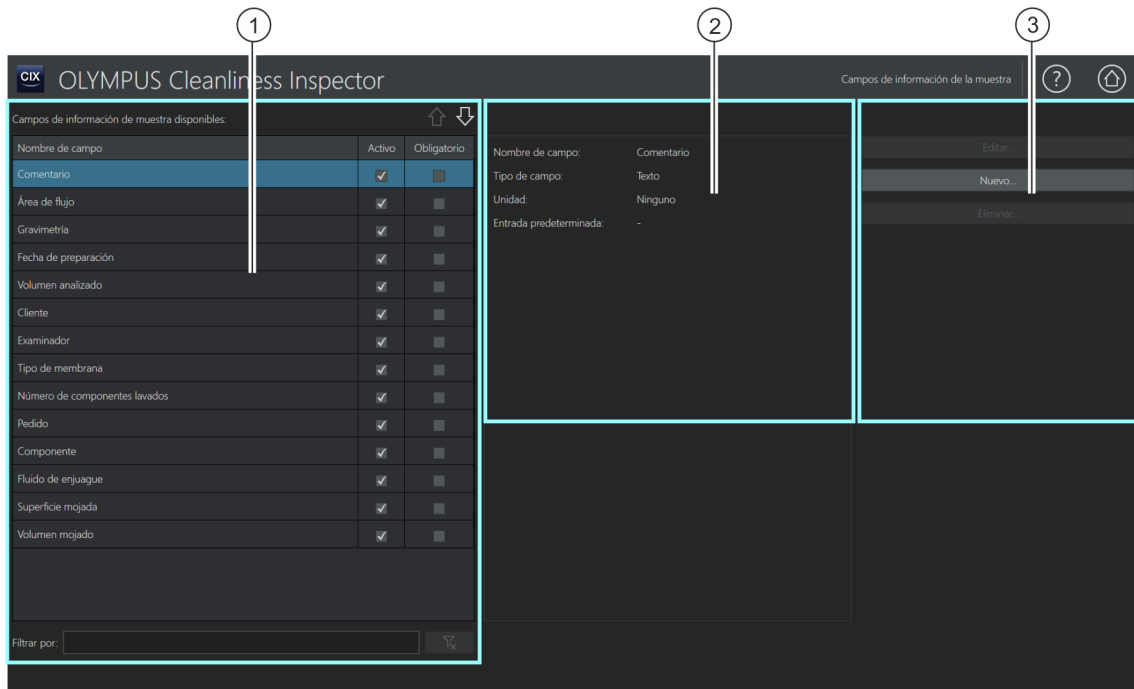 1
2
3
CIX OLYMPUS Cleanliness Inspector
Campos de información de la muestra
?
Campos de información de muestra disponibles:
Nombre de campo Activo Obligatorio
Comentario
Área de flujo
Gravimetría
Fecha de preparación
Volumen analizado
Cliente
Examinador
Tipo de membrana
Número de componentes lavados
Pedido
Componente
Fluido de enjuague
Superficie mojada
Volumen mojado
Filtrar por:
Nombre de campo: Comentario
Tipo de campo: Texto
Unidad: Ninguno
Entrada predeterminada: -
Editar...
Nuevo...
Eliminar